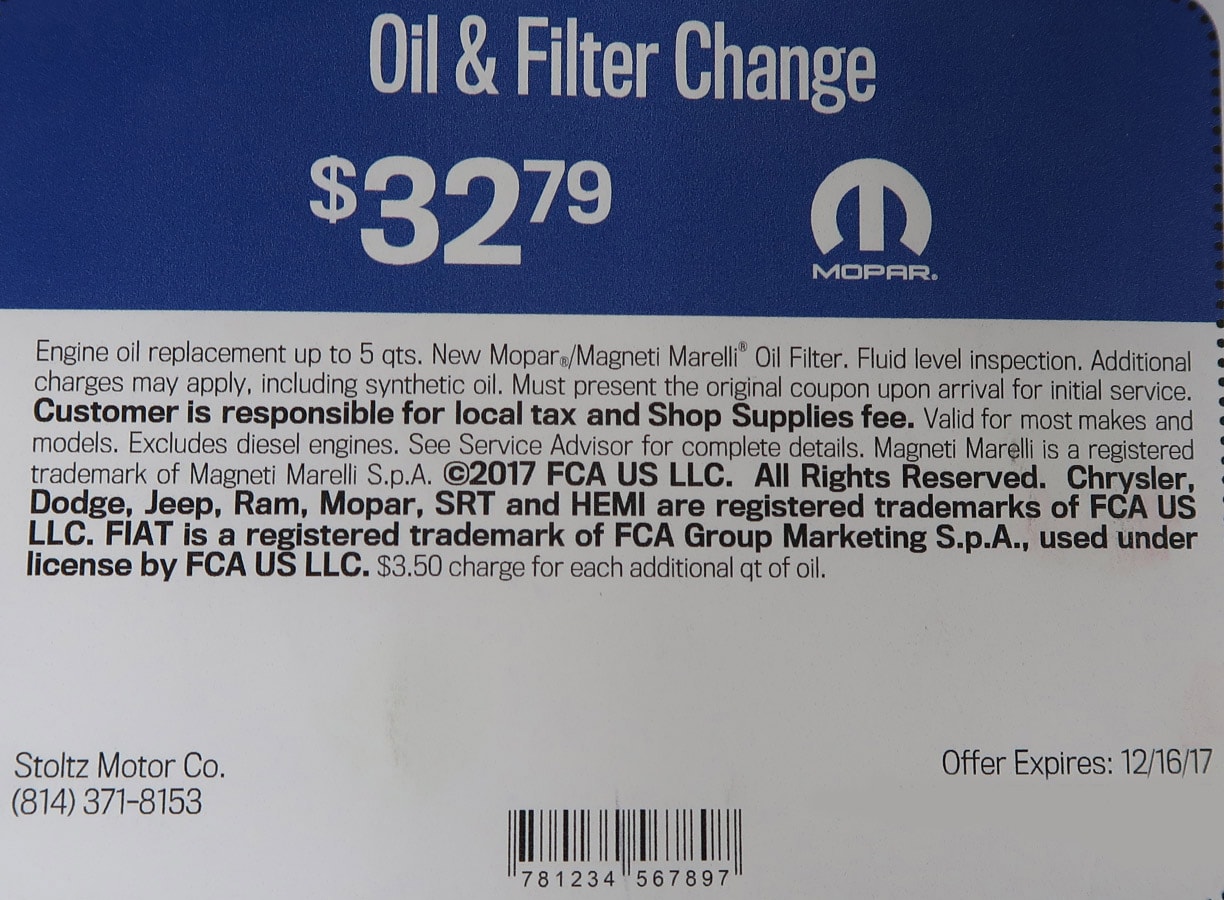 Oil & Filter Change
$32 79
MOPAR®
Engine oil replacement up to 5 qts. New Mopar®/Magneti Marelli® Oil Filter. Fluid level inspection. Additional
charges may apply, including synthetic oil. Must present the original coupon upon arrival for initial service.
Customer is responsible for local tax and Shop Supplies fee. Valid for most makes and
models. Excludes diesel engines. See Service Advisor for complete details. Magneti Marelli is a registered
trademark of Magneti Marelli S.p.A. ©2017 FCA US LLC. All Rights Reserved. Chrysler,
Dodge, Jeep, Ram, Mopar, SRT and HEMI are registered trademarks of FCA US
LLC. FIAT is a registered trademark of FCA Group Marketing S.p.A., used under
license by FCA US LLC. $3.50 charge for each additional qt of oil.
Stoltz Motor Co.
(814) 371-8153
Offer Expires: 12/16/17
781234 567897